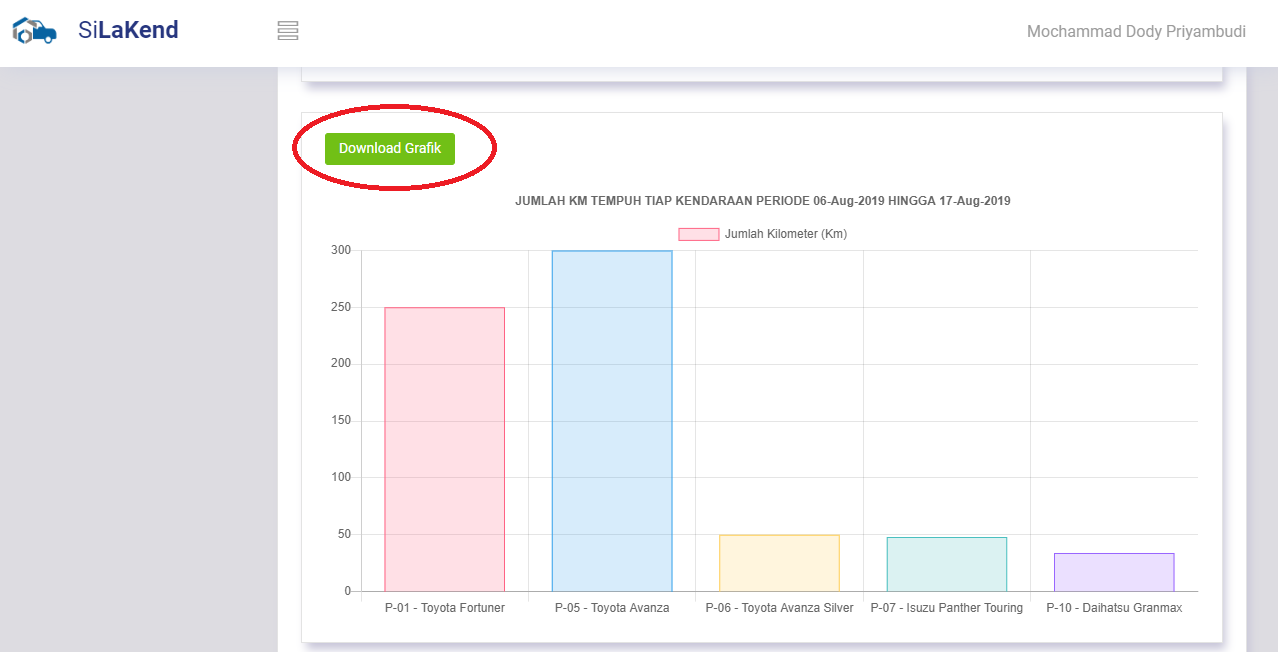 SiLaKend
Mochammad Dody Priyambudi
Download Grafik
JUMLAH KM TEMPUH TIAP KENDARAAN PERIODE 06-Aug-2019 HINGGA 17-Aug-2019
Jumlah Kilometer (Km)
300
250
200
150
100
50
0
P-01 - Toyota Fortuner
P-05 - Toyota Avanza
P-06 - Toyota Avanza Silver
P-07 - Isuzu Panther Touring
P-10 - Daihatsu Granmax